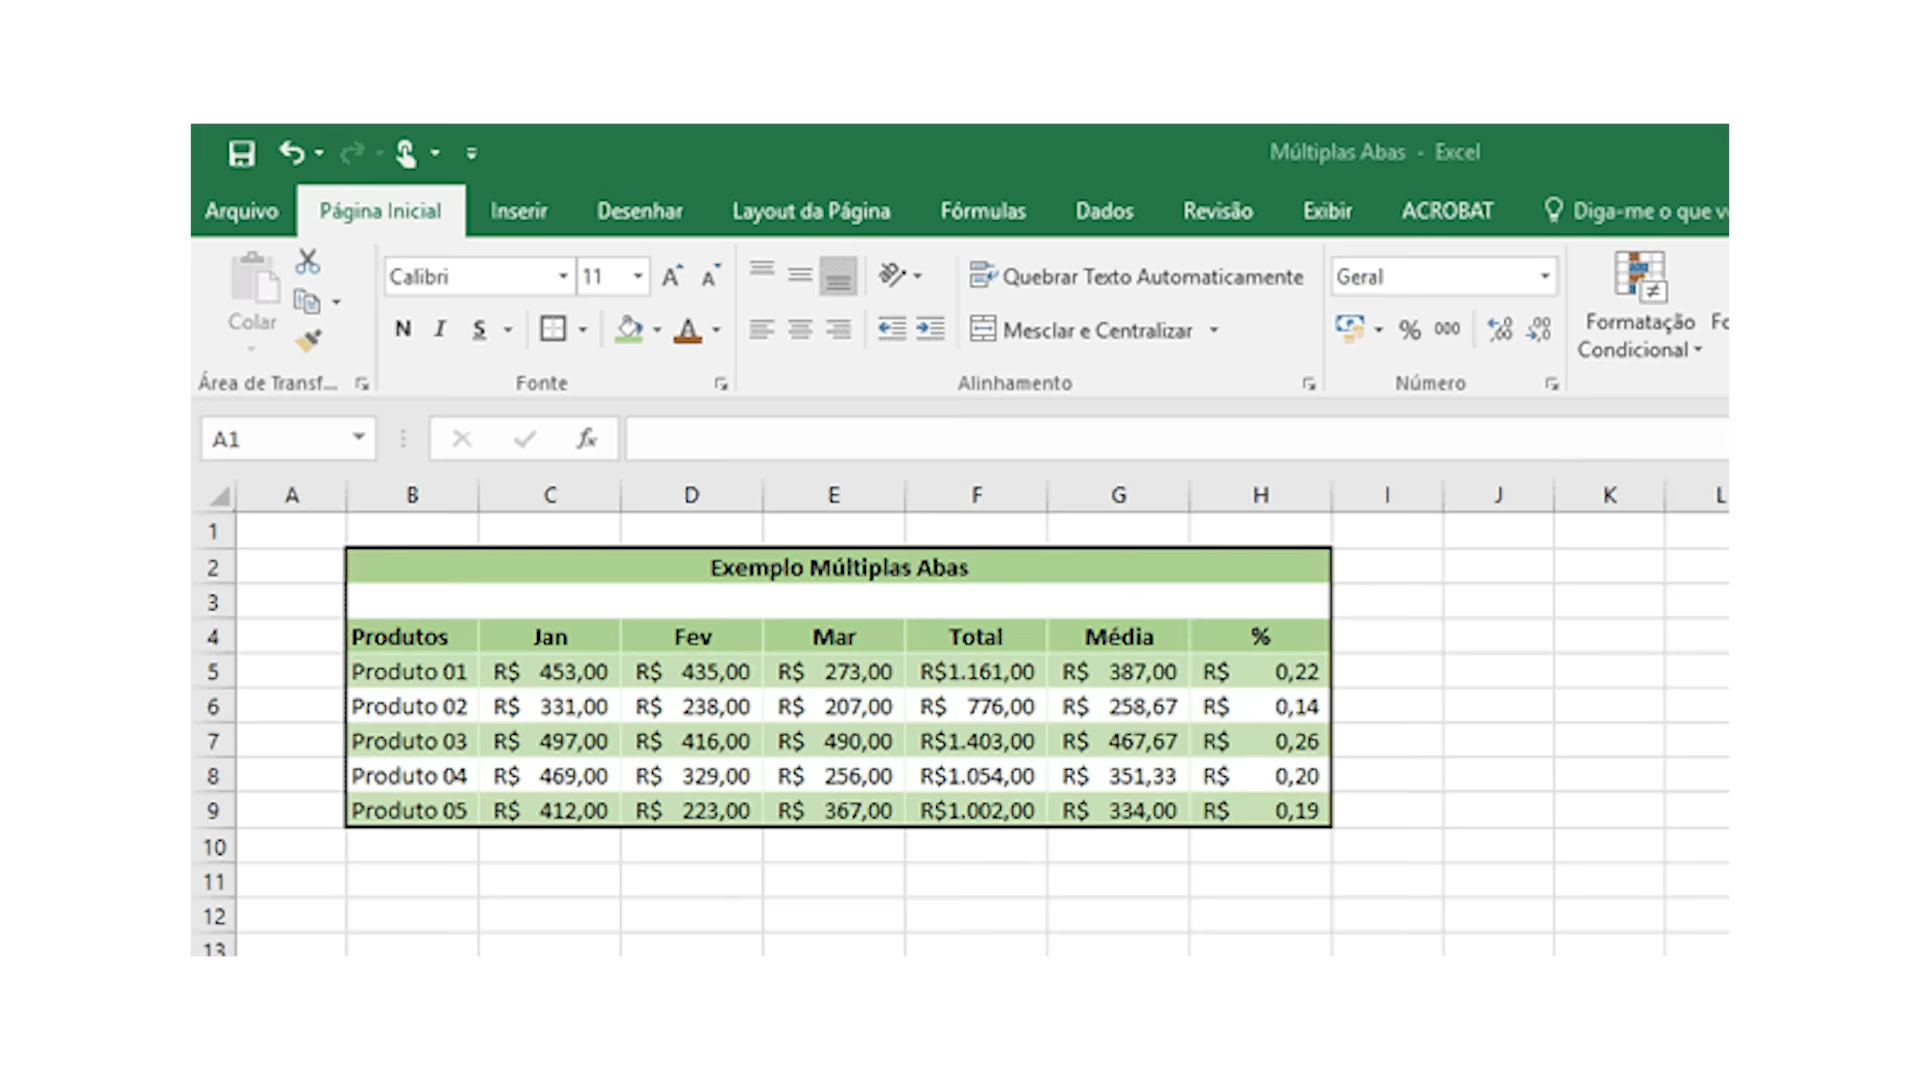 Múltiplas Abas - Excel
Arquivo Página Inicial Inserir Desenhar Layout da Página Fórmulas Dados Revisão Exibir ACROBAT Diga-me o que
Calibri 11 Quebrar Texto Automaticamente Geral
Colar N I S Mesclar e Centralizar % 000 Formatação
Condicional
Área de Transf... Fonte Alinhamento Número
A1 fx
A B C D E F G H I J K L
1
2 Exemplo Múltiplas Abas
3
4 Produtos Jan Fev Mar Total Média %
5 Produto 01 R$ 453,00 R$ 435,00 R$ 273,00 R$1.161,00 R$ 387,00 R$ 0,22
6 Produto 02 R$ 331,00 R$ 238,00 R$ 207,00 R$ 776,00 R$ 258,67 R$ 0,14
7 Produto 03 R$ 497,00 R$ 416,00 R$ 490,00 R$1.403,00 R$ 467,67 R$ 0,26
8 Produto 04 R$ 469,00 R$ 329,00 R$ 256,00 R$1.054,00 R$ 351,33 R$ 0,20
9 Produto 05 R$ 412,00 R$ 223,00 R$ 367,00 R$1.002,00 R$ 334,00 R$ 0,19
10
11
12
13